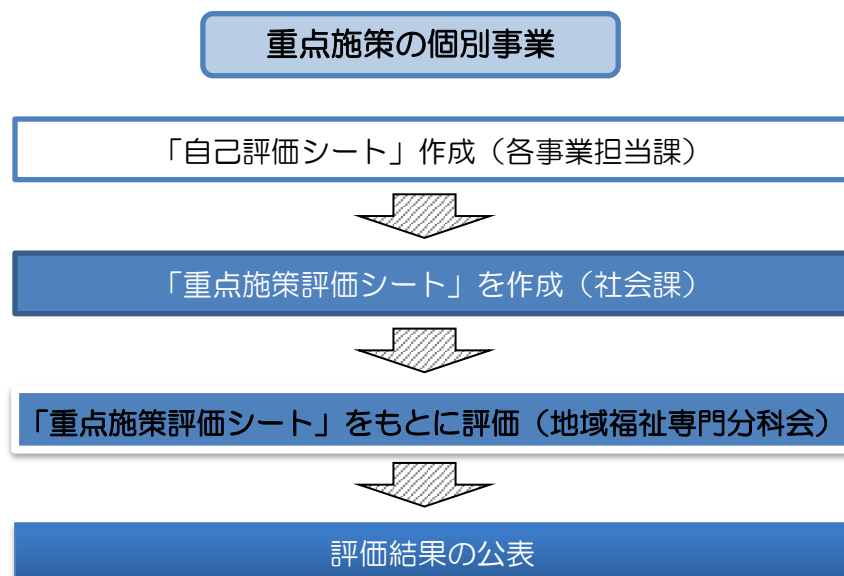 重点施策の個別事業
「自己評価シート」作成（各事業担当課）
「重点施策評価シート」を作成（社会課）
「重点施策評価シート」をもとに評価（地域福祉専門分科会）
評価結果の公表